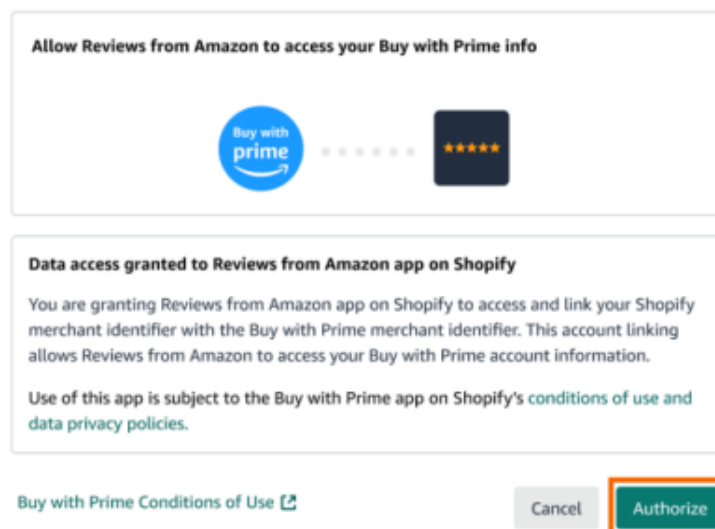 Allow Reviews from Amazon to access your Buy with Prime info
Buy with
prime
Data access granted to Reviews from Amazon app on Shopify
You are granting Reviews from Amazon app on Shopify to access and link your Shopify
merchant identifier with the Buy with Prime merchant identifier. This account linking
allows Reviews from Amazon to access your Buy with Prime account information.
Use of this app is subject to the Buy with Prime app on Shopify's conditions of use and
data privacy policies.
Buy with Prime Conditions of Use
Cancel
Authorize